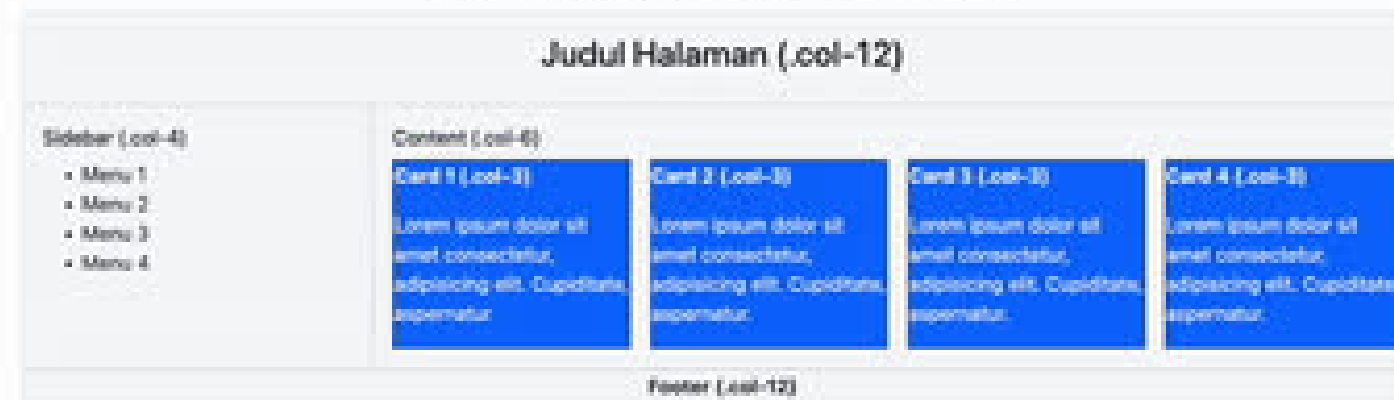 Judul Halaman (.col-12)
Sidebar (.col-4)
Menu 1
Menu 2
Menu 3
Menu 4
Content (.col-6)
Card 1 (.col-3)
Lorem ipsum dolor sit
amet consectetur,
adipisicing elit. Cupiditate,
aspernatur.
Card 2 (.col-3)
Lorem ipsum dolor sit
amet consectetur,
adipisicing elit. Cupiditate,
aspernatur.
Card 3 (.col-3)
Lorem ipsum dolor sit
amet consectetur,
adipisicing elit. Cupiditate,
aspernatur.
Card 4 (.col-3)
Lorem ipsum dolor sit
amet consectetur,
adipisicing elit. Cupiditate
aspernatur.
Footer (.col-12)